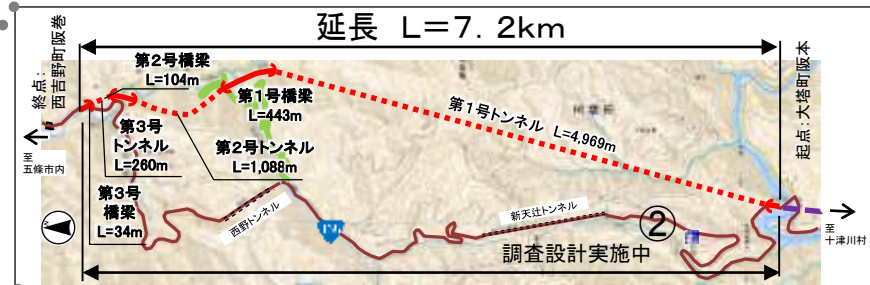 延長 L=7.2km
終点:
西吉野町阪巻
起点:大塔町阪本
第2号橋梁
L=104m
第1号橋梁
L=443m
第1号トンネル L=4,969m
第3号
トンネル
L=260m
第2号トンネル
L=1,088m
至
五條市内
第3号
橋梁
L=34m
西野トンネル
新天辻トンネル
②
至
十津川村
調査設計実施中